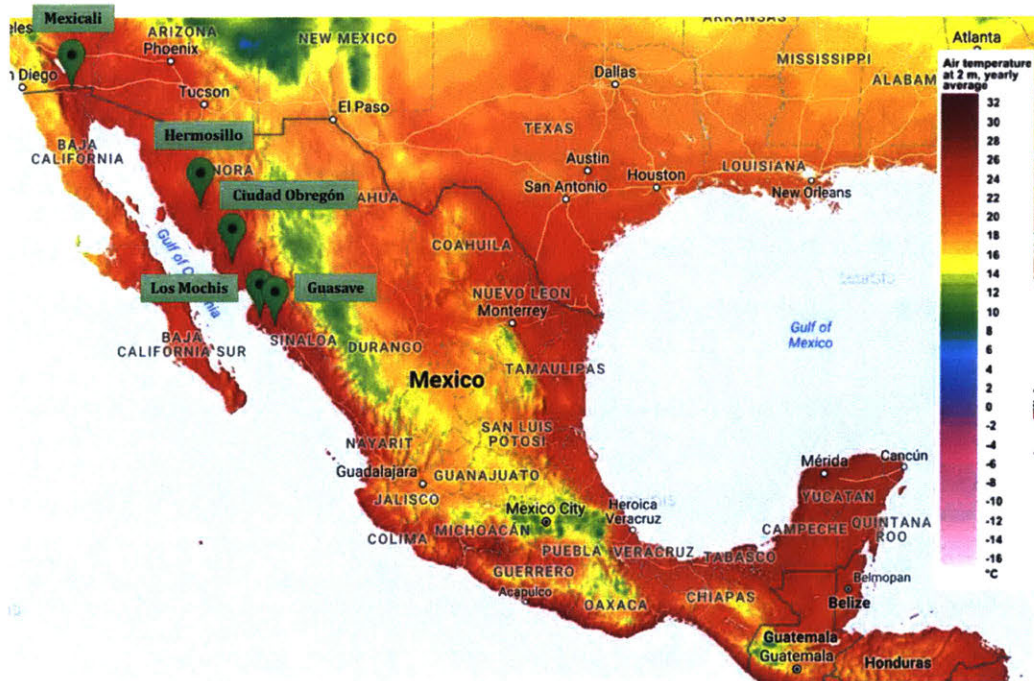 Mexicali
eles
ARIZONA
Phoenix
NEW MEXICO
ARKANSAS
Atlanta
n Diego
Dallas
MISSISSIPPI
ALABAM
Air temperature
at 2 m, yearly
average
Tucson
El Paso
TEXAS
BAJA
CALIFORNIA
Hermosillo
NORA
Austin
San Antonio
Houston
LOUISIANA
New Orleans
Ciudad Obregón
AHUA
COAHUILA
Gulf of
Los Mochis
Guasave
NUEVO LEON
Monterrey
Gulf of
Mexico
BAJA
CALIFORNIA SUR
SINALOA
DURANGO
Mexico
TAMAULIPAS
SAN LUIS
POTOSI
NAYARIT
Guadalajara
GUANAJUATO
JALISCO
Mérida
Cancún
YUCATAN
Mexico City
Heroica
Veracruz
COLIMA
MICHOACÁN
CAMPECHE
QUINTANA
ROO
PUEBLA
VERACRUZ
TABASCO
GUERRERO
Acapulco
OAXACA
CHIAPAS
Belmopan
Belize
Guatemala
Guatemala
Honduras
32
30
28
26
24
22
20
18
16
14
12
10
8
6
4
2
0
-2
-4
-6
-8
-10
-12
-14
-16
°C